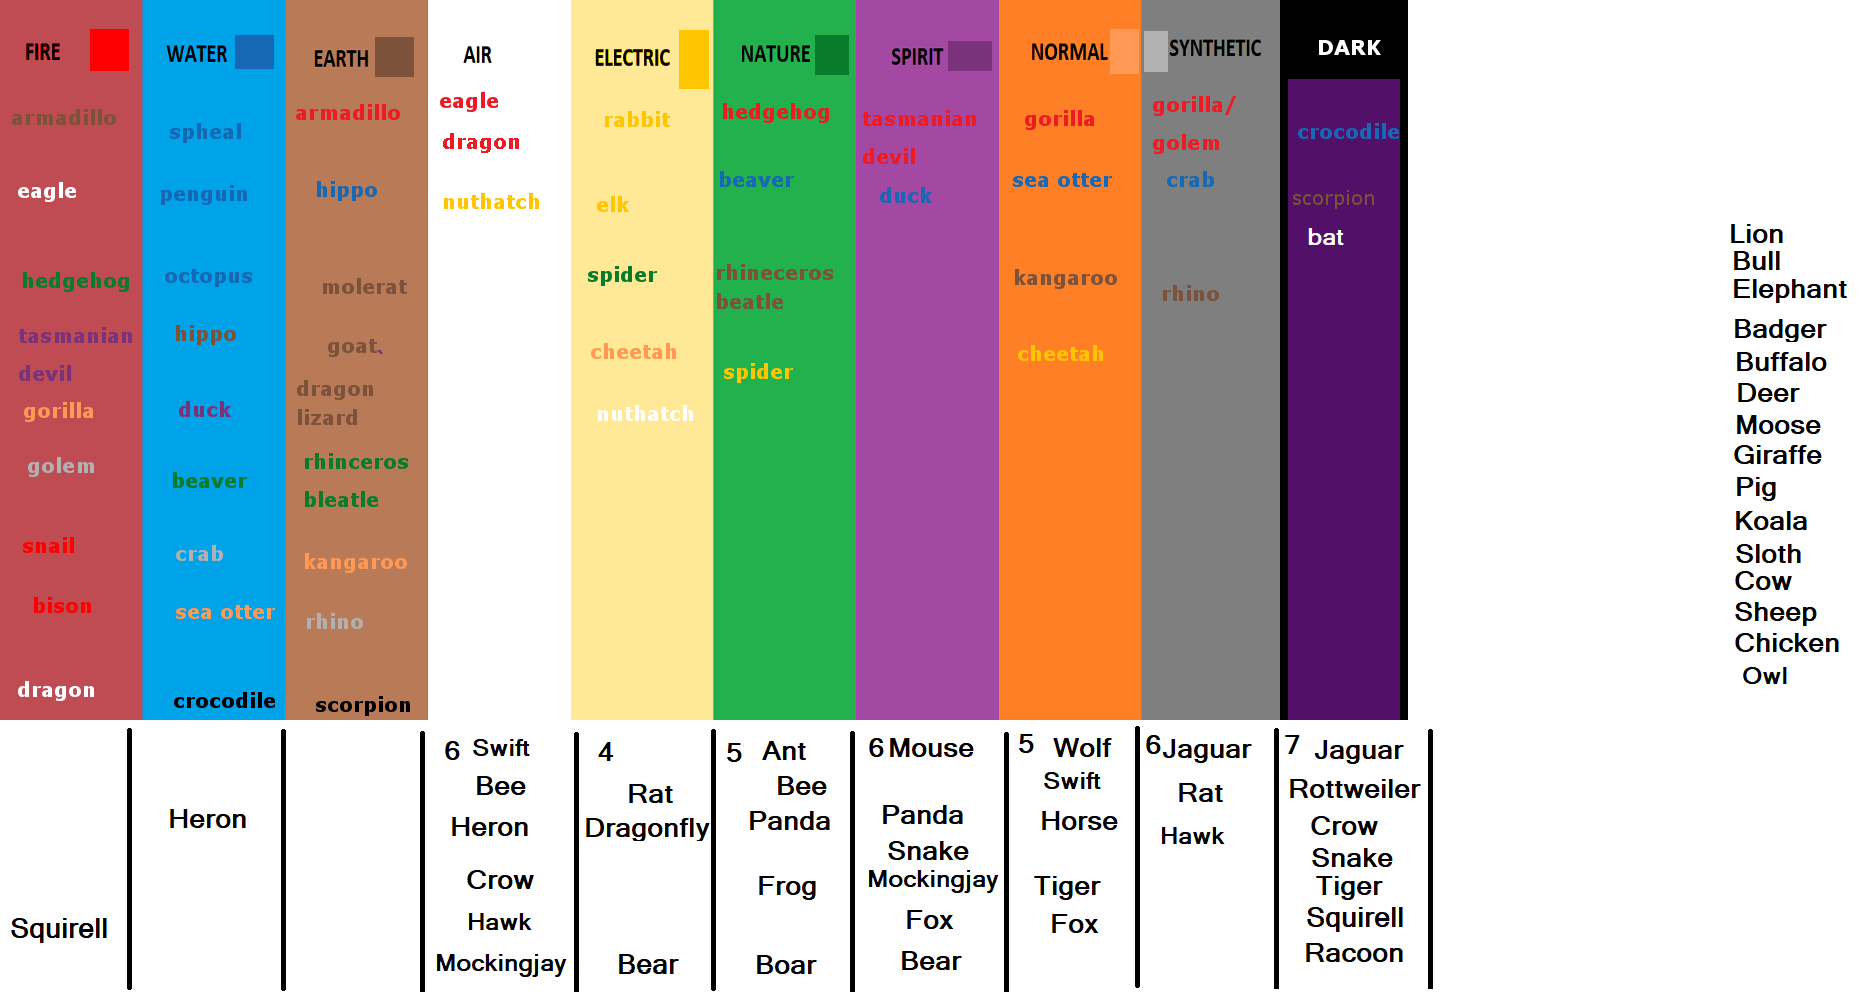 FIRE
armadillo
eagle
hedgehog
tasmanian
devil
gorilla
golem
snail
bison
dragon
WATER
spheal
penguin
octopus
hippo
duck
beaver
crab
sea otter
crocodile
EARTH
armadillo
hippo
molerat
goat
dragon
lizard
rhinceros
bleatle
kangaroo
rhino
scorpion
AIR
eagle
dragon
nuthatch
ELECTRIC
rabbit
elk
spider
cheetah
nuthatch
NATURE
hedgehog
beaver
rhineceros
beatle
spider
SPIRIT
tasmanian
devil
duck
NORMAL
gorilla
sea otter
kangaroo
cheetah
SYNTHETIC
gorilla/
golem
crab
rhino
DARK
crocodile
scorpion
bat
Lion
Bull
Elephant
Badger
Buffalo
Deer
Moose
Giraffe
Pig
Koala
Sloth
Cow
Sheep
Chicken
Owl
Squirell
Heron
6 Swift
Bee
Heron
Crow
Hawk
Mockingjay
4
Rat
Dragonfly
Bear
5 Ant
Bee
Panda
Frog
Boar
6 Mouse
Panda
Snake
Mockingjay
Fox
Bear
5 Wolf
Swift
Horse
Tiger
Fox
6 Jaguar
Rat
Hawk
7 Jaguar
Rottweiler
Crow
Snake
Tiger
Squirell
Racoon